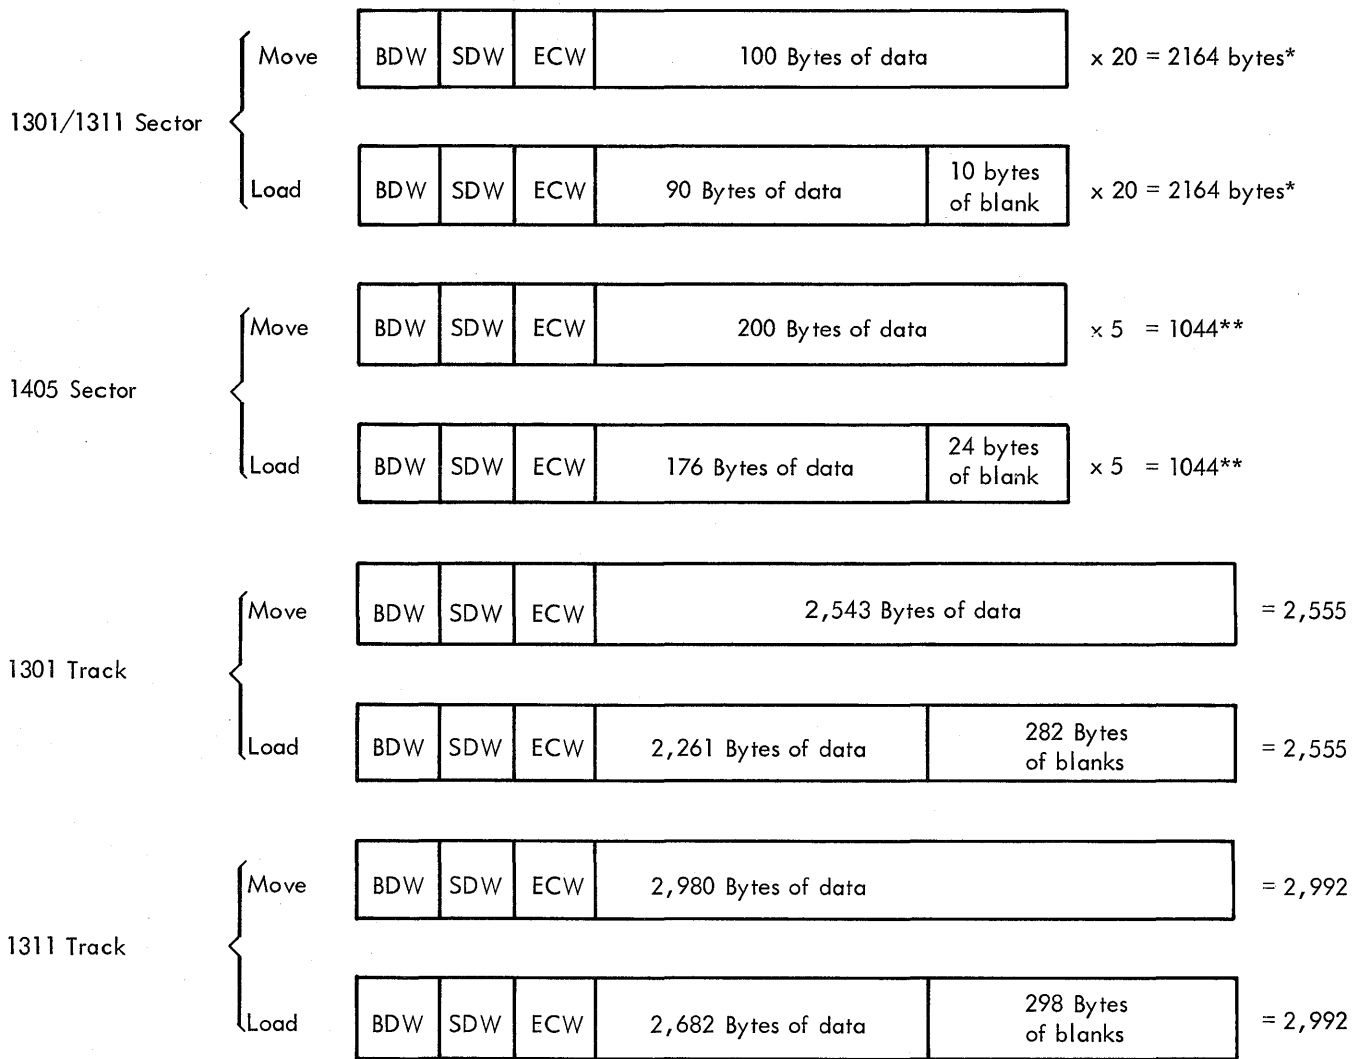 Move BDW SDW ECW 100 Bytes of data x 20 = 2164 bytes*
1301/1311 Sector
Load BDW SDW ECW 90 Bytes of data 10 bytes of blank x 20 = 2164 bytes*
Move BDW SDW ECW 200 Bytes of data x 5 = 1044**
1405 Sector
Load BDW SDW ECW 176 Bytes of data 24 bytes of blank x 5 = 1044**
Move BDW SDW ECW 2,543 Bytes of data = 2,555
1301 Track
Load BDW SDW ECW 2,261 Bytes of data 282 Bytes of blanks = 2,555
Move BDW SDW ECW 2,980 Bytes of data = 2,992
1311 Track
Load BDW SDW ECW 2,682 Bytes of data 298 Bytes of blanks = 2,992